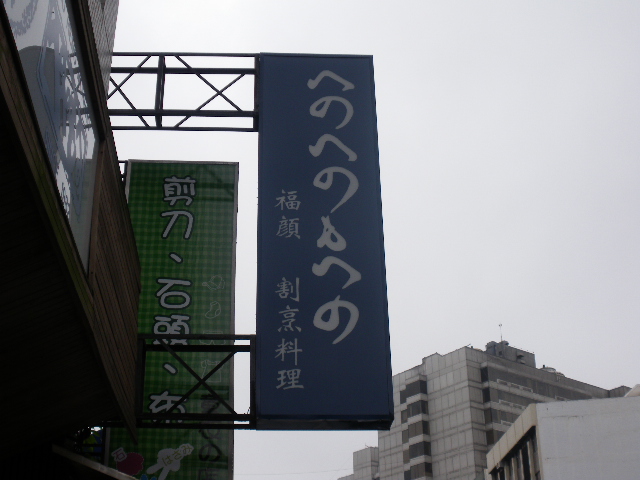 へのへのもへの
福顏 割烹料理
剪刀、石頭、